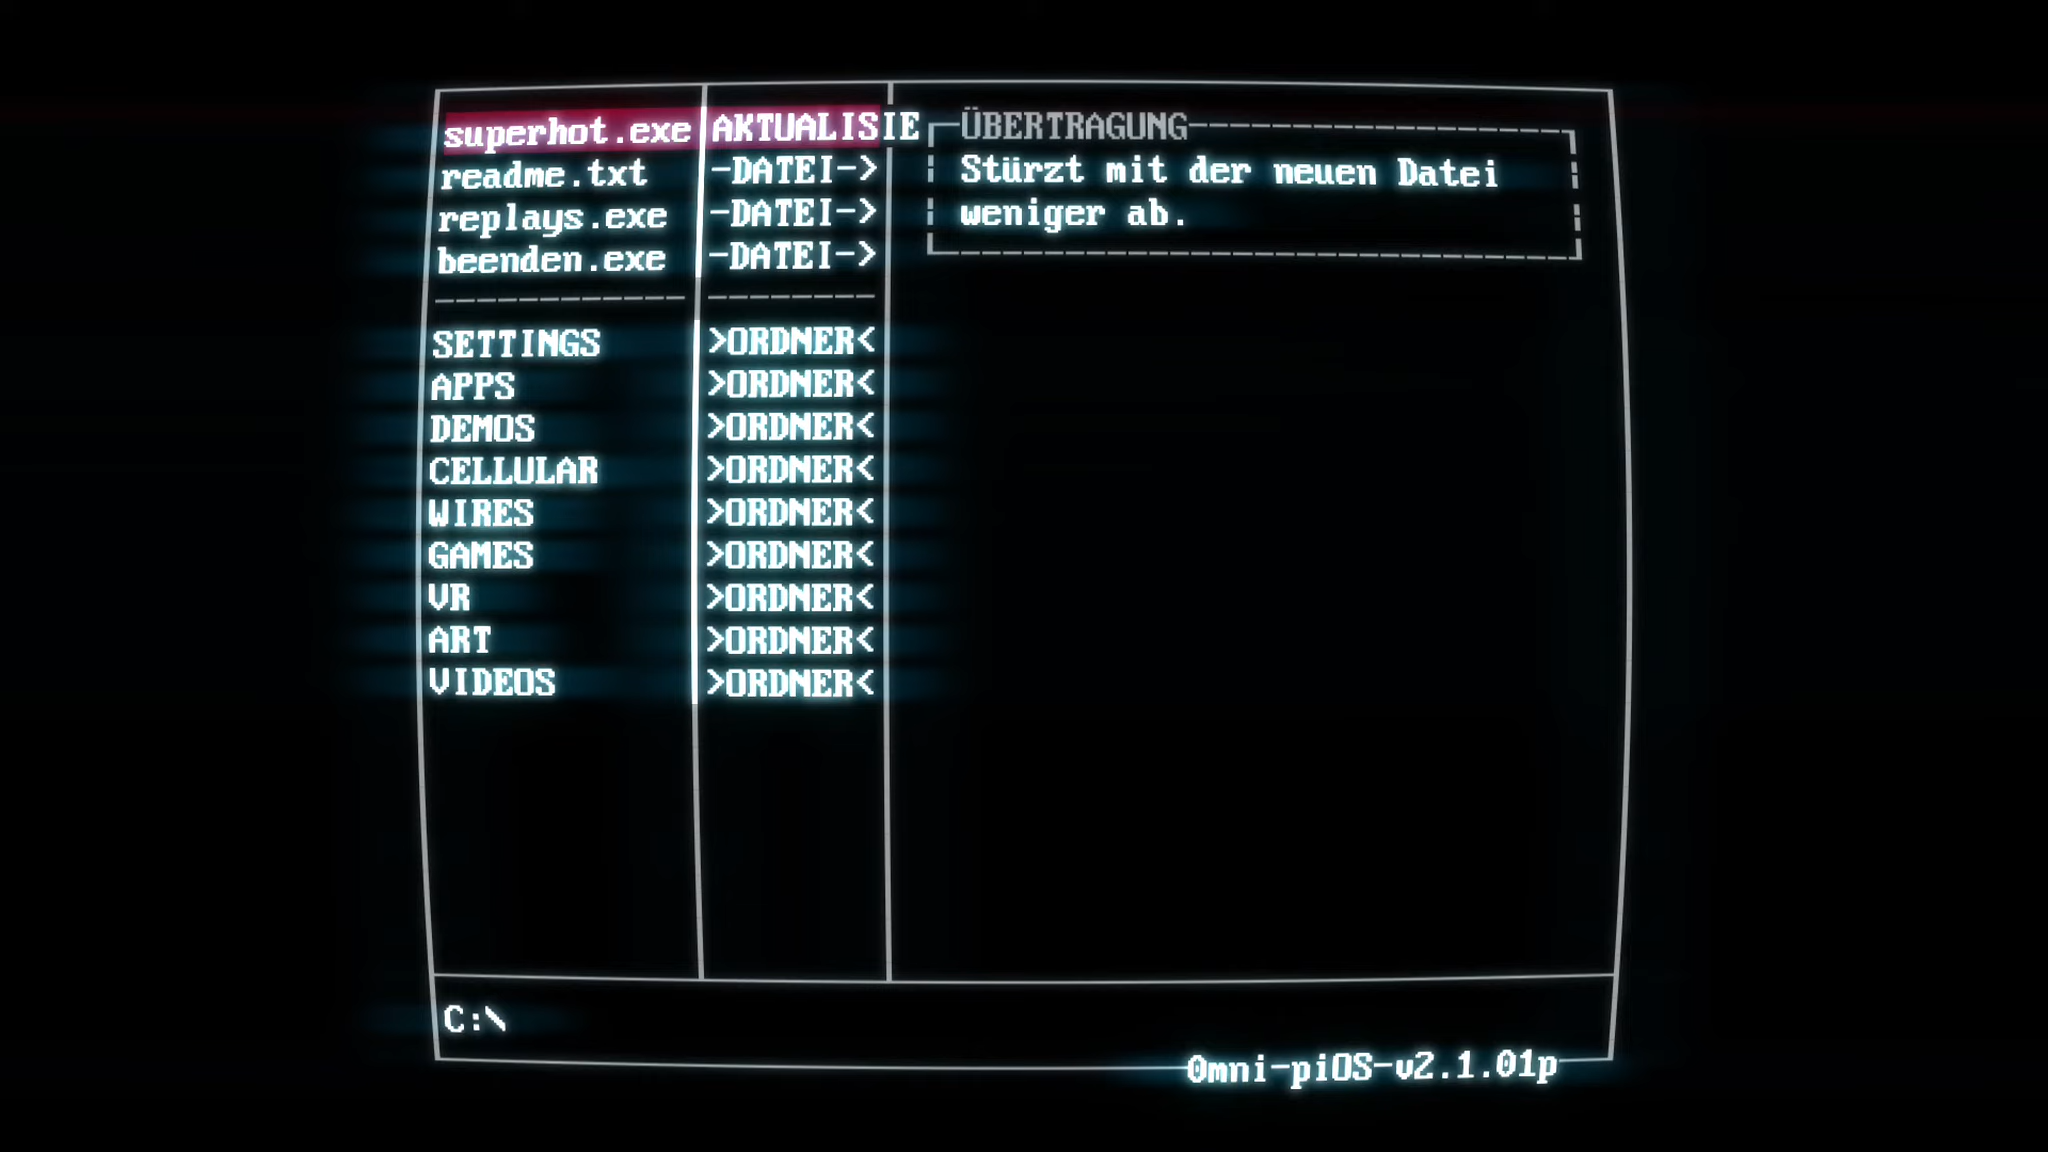 superhot.exe AKTUALISIE
readme.txt -DATEI->
replays.exe -DATEI->
beenden.exe -DATEI->
SETTINGS >ORDNER<
APPS >ORDNER<
DEMOS >ORDNER<
CELLULAR >ORDNER<
WIRES >ORDNER<
GAMES >ORDNER<
VR >ORDNER<
ART >ORDNER<
VIDEOS >ORDNER<
ÜBERTRAGUNG
Stürzt mit der neuen Datei
weniger ab.
C:\
0mni-piOS-v2.1.01p